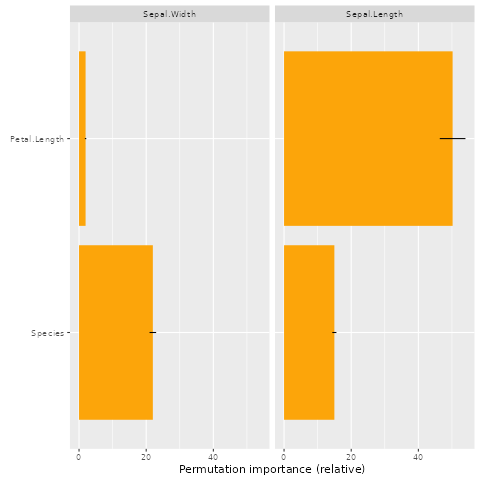 Sepal.Width Sepal.Length
Petal.Length
Species
0 20 40 0 20 40
Permutation importance (relative)